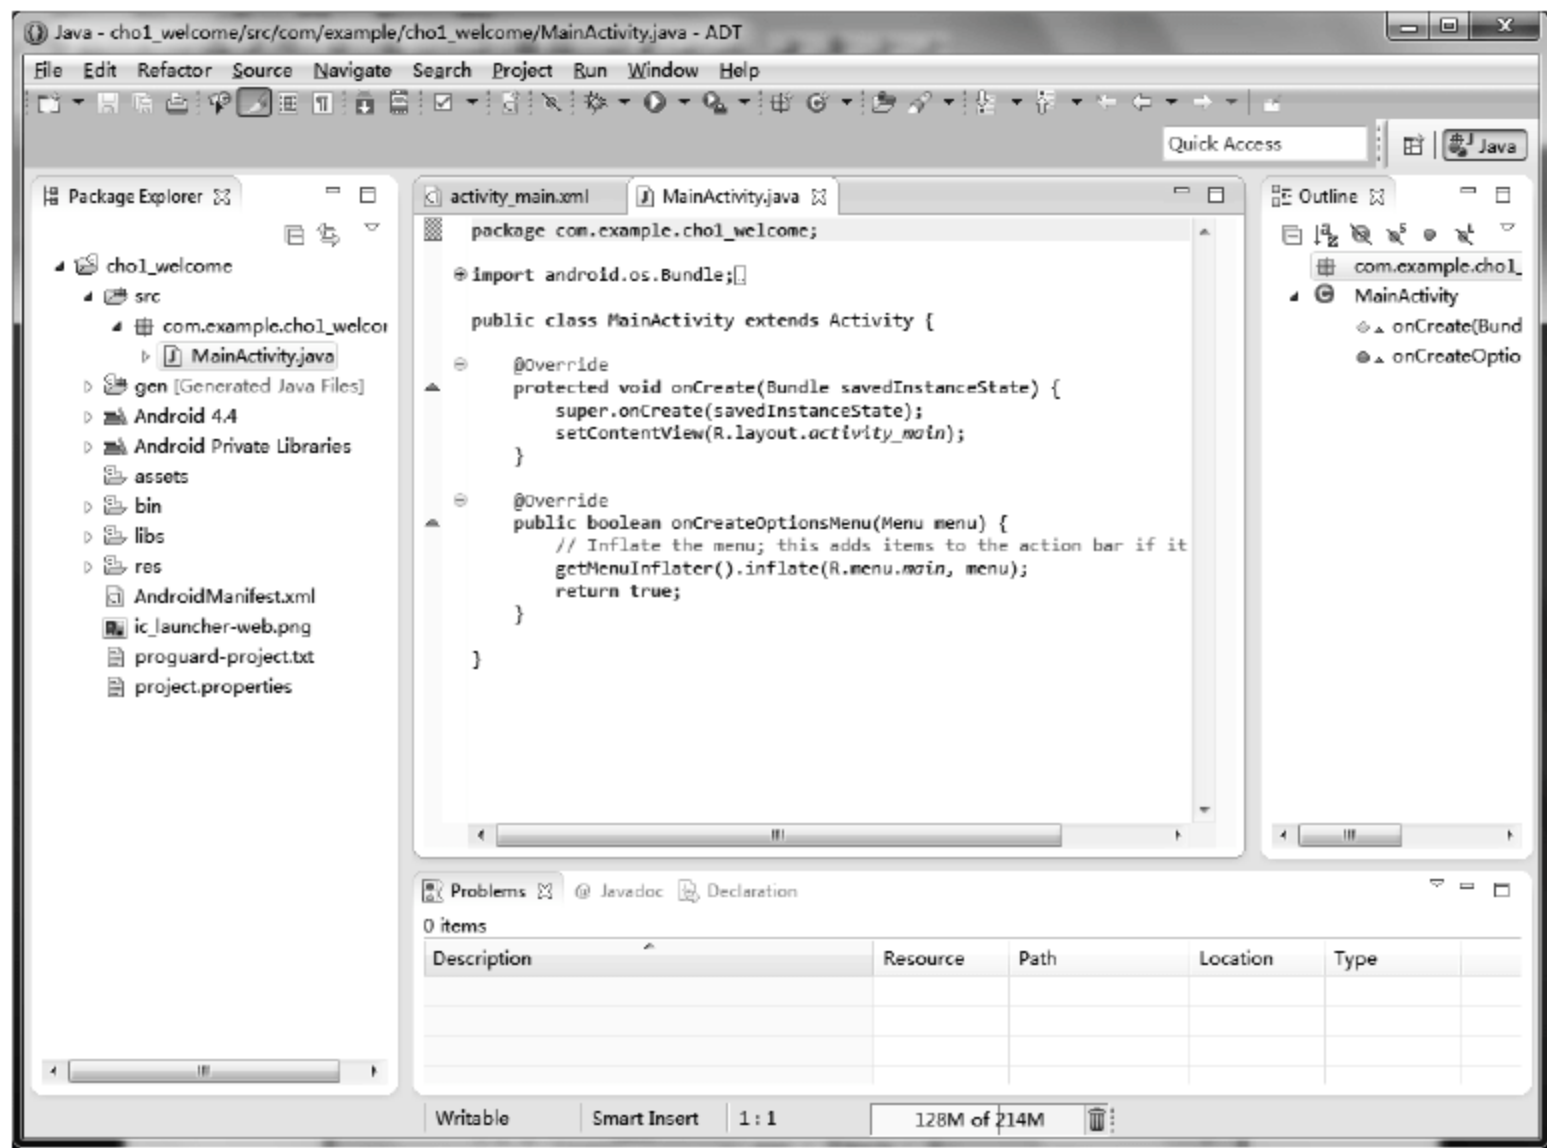 Java - cho1_welcome/src/com/example/cho1_welcome/MainActivity.java - ADT
File Edit Refactor Source Navigate Search Project Run Window Help
Quick Access
Java
Package Explorer
cho1_welcome
src
com.example.cho1_welcor
MainActivity.java
gen [Generated Java Files]
Android 4.4
Android Private Libraries
assets
bin
libs
res
AndroidManifest.xml
ic_launcher-web.png
proguard-project.txt
project.properties
activity_main.xml
MainActivity.java
package com.example.cho1_welcome;
import android.os.Bundle;
public class MainActivity extends Activity {
@Override
protected void onCreate(Bundle savedInstanceState) {
super.onCreate(savedInstanceState);
setContentView(R.layout.activity_main);
}
@Override
public boolean onCreateOptionsMenu(Menu menu) {
// Inflate the menu; this adds items to the action bar if it
getMenuInflater().inflate(R.menu.main, menu);
return true;
}
}
Outline
com.example.cho1_
MainActivity
onCreate(Bund
onCreateOptio
Problems @ Javadoc Declaration
0 items
Description Resource Path Location Type
Writable Smart Insert 1 : 1 128M of 214M